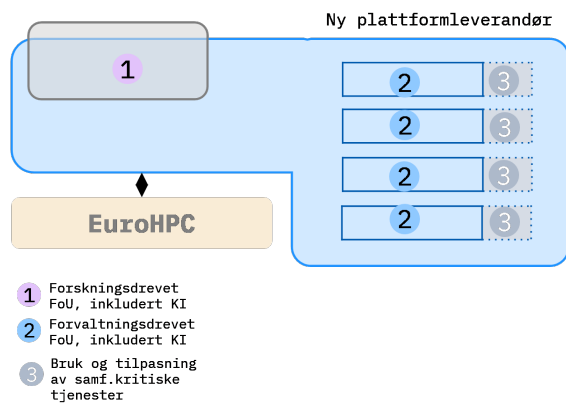 Ny plattformleverandør
1
2 3
2 3
2 3
2 3
EuroHPC
1 Forskningsdrevet
FoU, inkludert KI
2 Forvaltningsdrevet
FoU, inkludert KI
3 Bruk og tilpasning
av samf.kritiske
tjenester